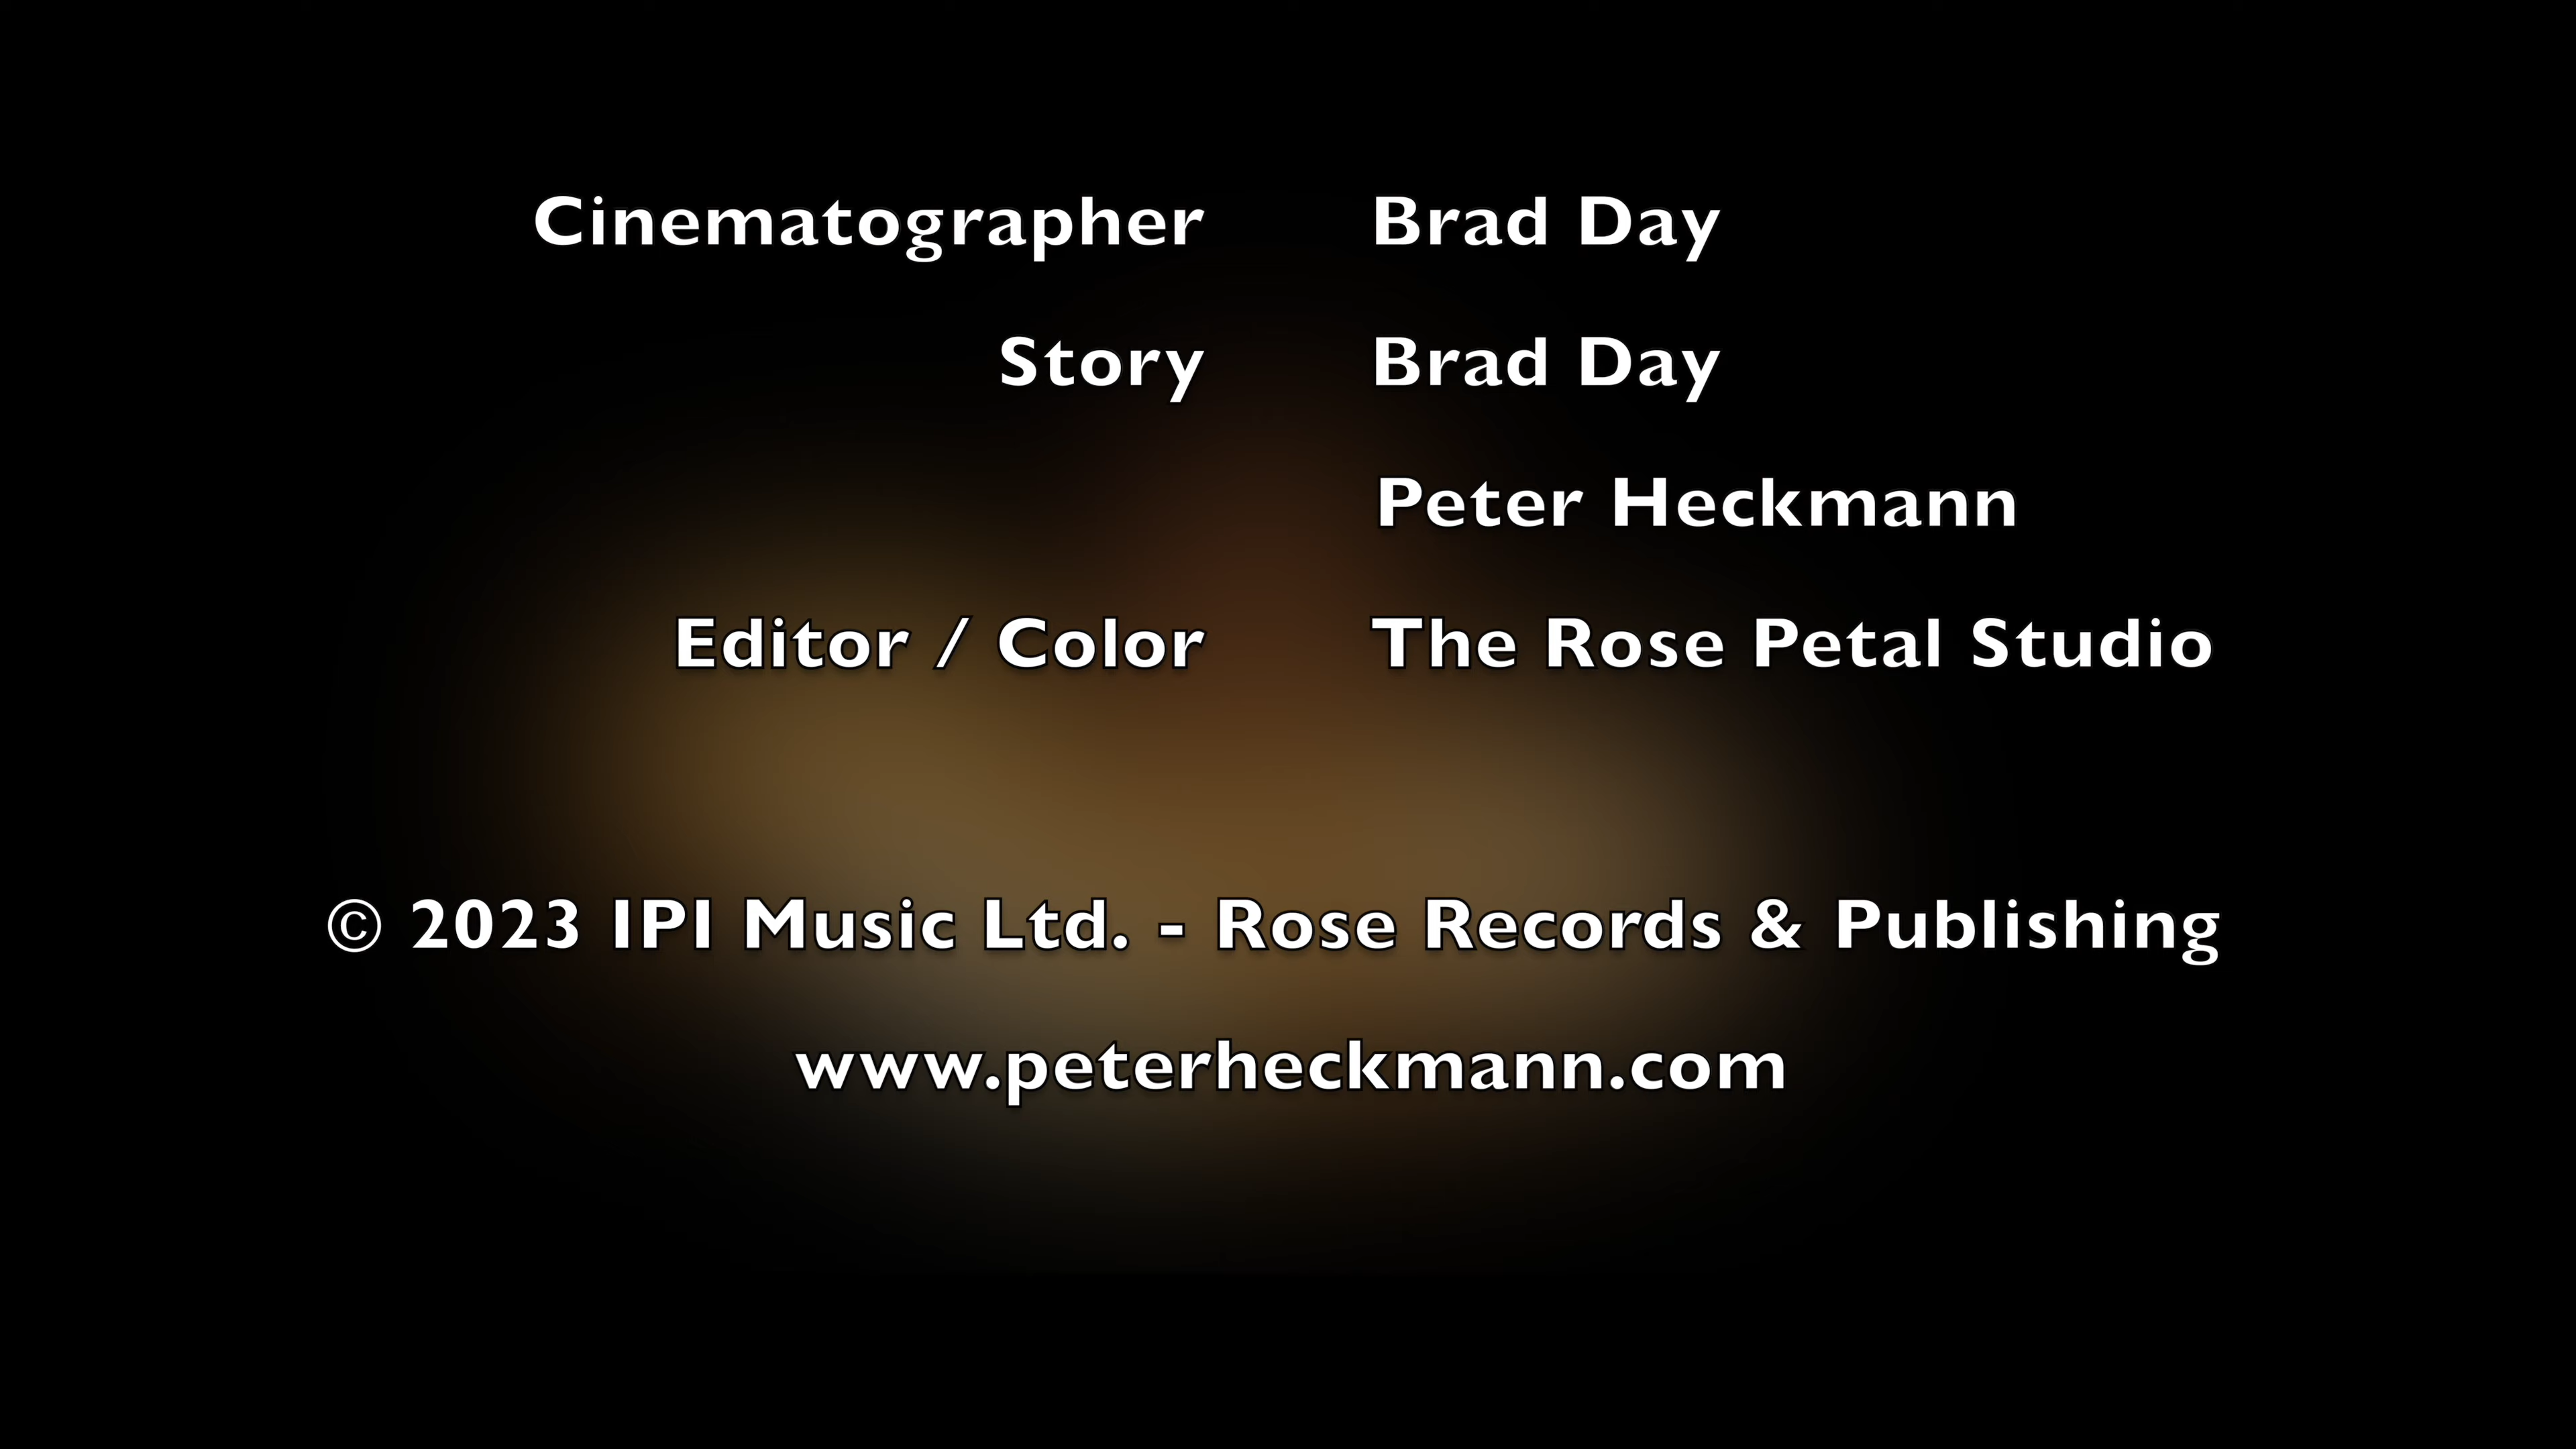 Cinematographer Brad Day
Story Brad Day
Peter Heckmann
Editor / Color The Rose Petal Studio
© 2023 IPI Music Ltd. - Rose Records & Publishing
www.peterheckmann.com